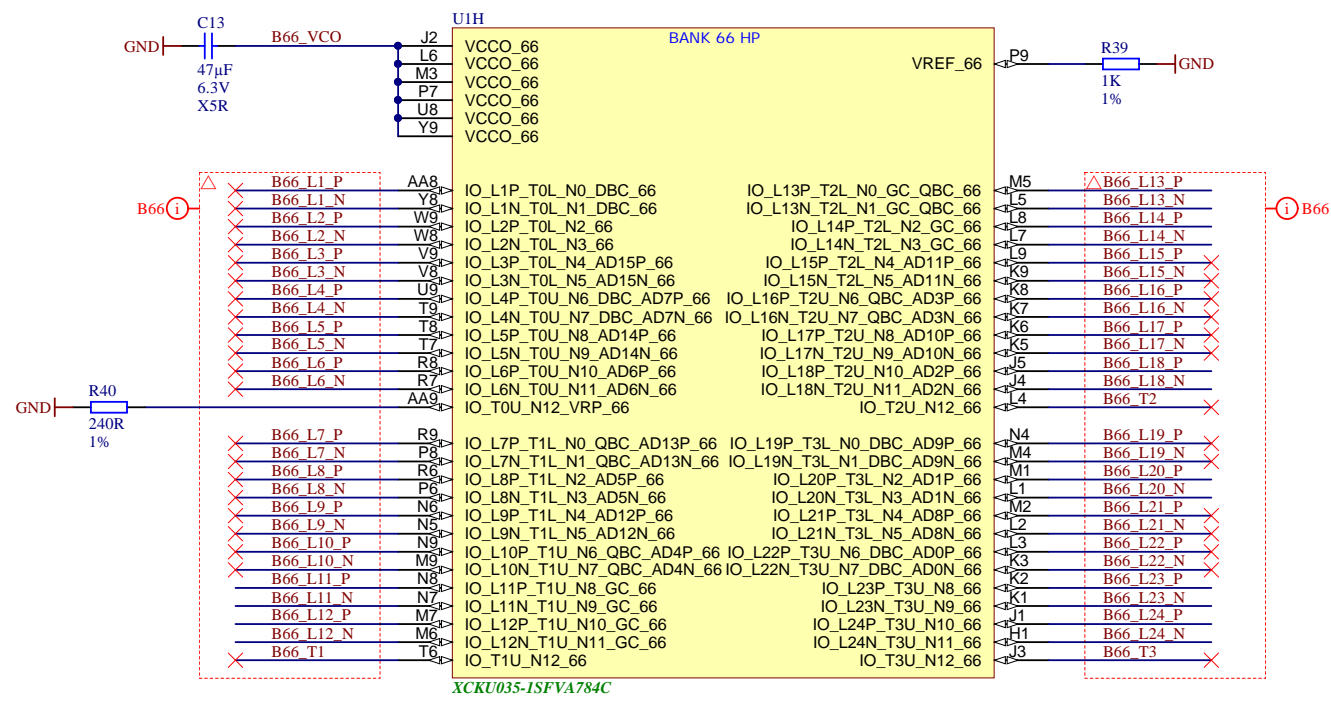 U1H
BANK 66 HP
C13
GND
47µF
6.3V
X5R
B66_VCO
J2 VCCO_66
L6 VCCO_66
M3 VCCO_66
P7 VCCO_66
U8 VCCO_66
Y9 VCCO_66
VREF_66 P9
R39
1K
1%
GND
B66
B66_L1_P AA8 IO_L1P_T0L_N0_DBC_66
B66_L1_N Y8 IO_L1N_T0L_N1_DBC_66
B66_L2_P W9 IO_L2P_T0L_N2_66
B66_L2_N W8 IO_L2N_T0L_N3_66
B66_L3_P V9 IO_L3P_T0L_N4_AD15P_66
B66_L3_N V8 IO_L3N_T0L_N5_AD15N_66
B66_L4_P U9 IO_L4P_T0U_N6_DBC_AD7P_66
B66_L4_N T9 IO_L4N_T0U_N7_DBC_AD7N_66
B66_L5_P T8 IO_L5P_T0U_N8_AD14P_66
B66_L5_N T7 IO_L5N_T0U_N9_AD14N_66
B66_L6_P R8 IO_L6P_T0U_N10_AD6P_66
B66_L6_N R7 IO_L6N_T0U_N11_AD6N_66
R40
GND
240R
1%
AA9 IO_T0U_N12_VRP_66
B66_L7_P R9 IO_L7P_T1L_N0_QBC_AD13P_66
B66_L7_N P8 IO_L7N_T1L_N1_QBC_AD13N_66
B66_L8_P R6 IO_L8P_T1L_N2_AD5P_66
B66_L8_N P6 IO_L8N_T1L_N3_AD5N_66
B66_L9_P N6 IO_L9P_T1L_N4_AD12P_66
B66_L9_N N5 IO_L9N_T1L_N5_AD12N_66
B66_L10_P N9 IO_L10P_T1U_N6_QBC_AD4P_66
B66_L10_N M9 IO_L10N_T1U_N7_QBC_AD4N_66
B66_L11_P N8 IO_L11P_T1U_N8_GC_66
B66_L11_N N7 IO_L11N_T1U_N9_GC_66
B66_L12_P M7 IO_L12P_T1U_N10_GC_66
B66_L12_N M6 IO_L12N_T1U_N11_GC_66
B66_T1 T6 IO_T1U_N12_66
IO_L13P_T2L_N0_GC_QBC_66 M5 B66_L13_P
IO_L13N_T2L_N1_GC_QBC_66 L5 B66_L13_N
IO_L14P_T2L_N2_GC_66 L8 B66_L14_P
IO_L14N_T2L_N3_GC_66 L7 B66_L14_N
IO_L15P_T2L_N4_AD11P_66 L9 B66_L15_P
IO_L15N_T2L_N5_AD11N_66 K9 B66_L15_N
IO_L16P_T2U_N6_QBC_AD3P_66 K8 B66_L16_P
IO_L16N_T2U_N7_QBC_AD3N_66 K7 B66_L16_N
IO_L17P_T2U_N8_AD10P_66 K6 B66_L17_P
IO_L17N_T2U_N9_AD10N_66 K5 B66_L17_N
IO_L18P_T2U_N10_AD2P_66 J5 B66_L18_P
IO_L18N_T2U_N11_AD2N_66 J4 B66_L18_N
IO_T2U_N12_66 L4 B66_T2
IO_L19P_T3L_N0_DBC_AD9P_66 N4 B66_L19_P
IO_L19N_T3L_N1_DBC_AD9N_66 M4 B66_L19_N
IO_L20P_T3L_N2_AD1P_66 M1 B66_L20_P
IO_L20N_T3L_N3_AD1N_66 L1 B66_L20_N
IO_L21P_T3L_N4_AD8P_66 M2 B66_L21_P
IO_L21N_T3L_N5_AD8N_66 L2 B66_L21_N
IO_L22P_T3U_N6_DBC_AD0P_66 L3 B66_L22_P
IO_L22N_T3U_N7_DBC_AD0N_66 K3 B66_L22_N
IO_L23P_T3U_N8_66 K2 B66_L23_P
IO_L23N_T3U_N9_66 K1 B66_L23_N
IO_L24P_T3U_N10_66 J1 B66_L24_P
IO_L24N_T3U_N11_66 H1 B66_L24_N
IO_T3U_N12_66 J3 B66_T3
i B66
XCKU035-1SFVA784C